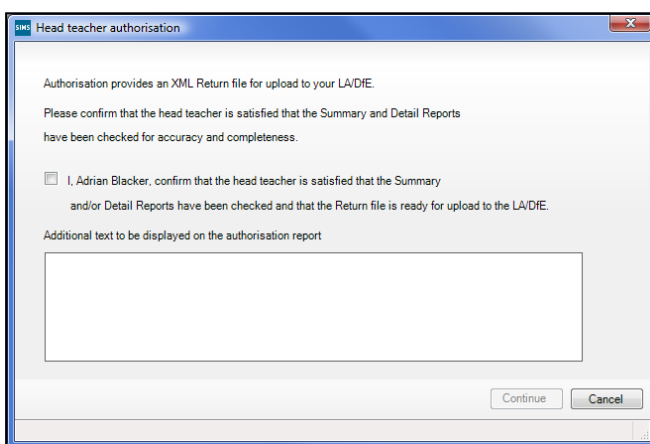 SIMS Head teacher authorisation
Authorisation provides an XML Return file for upload to your LA/DfE.
Please confirm that the head teacher is satisfied that the Summary and Detail Reports
have been checked for accuracy and completeness.
I, Adrian Blacker, confirm that the head teacher is satisfied that the Summary
and/or Detail Reports have been checked and that the Return file is ready for upload to the LA/DfE.
Additional text to be displayed on the authorisation report
Continue Cancel